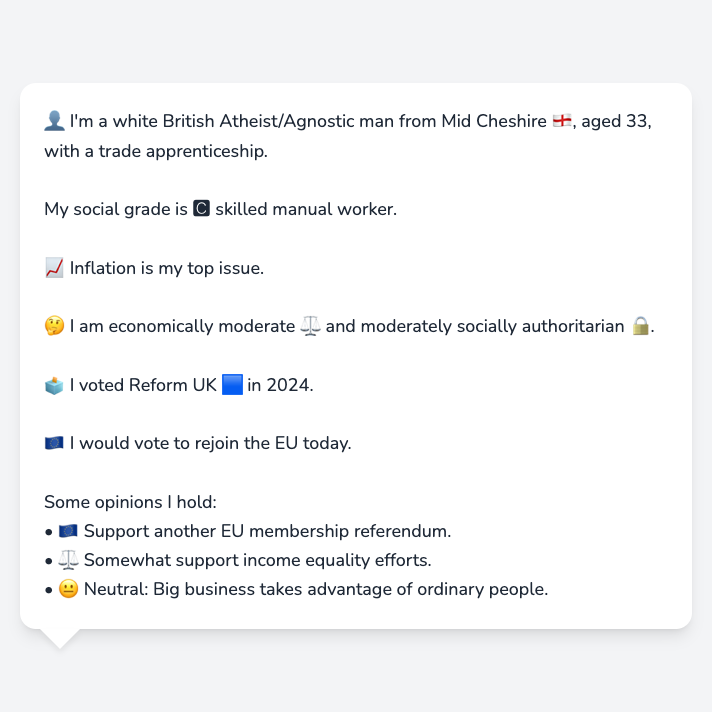 👤 I'm a white British Atheist/Agnostic man from Mid Cheshire 🏴󠁧󠁢󠁥󠁮󠁧󠁿, aged 33,
with a trade apprenticeship.
My social grade is 🅲 skilled manual worker.
📈 Inflation is my top issue.
🤔 I am economically moderate ⚖️ and moderately socially authoritarian 🔒.
🗳️ I voted Reform UK 🟦 in 2024.
🇪🇺 I would vote to rejoin the EU today.
Some opinions I hold:
• 🇪🇺 Support another EU membership referendum.
• ⚖️ Somewhat support income equality efforts.
• 😐 Neutral: Big business takes advantage of ordinary people.